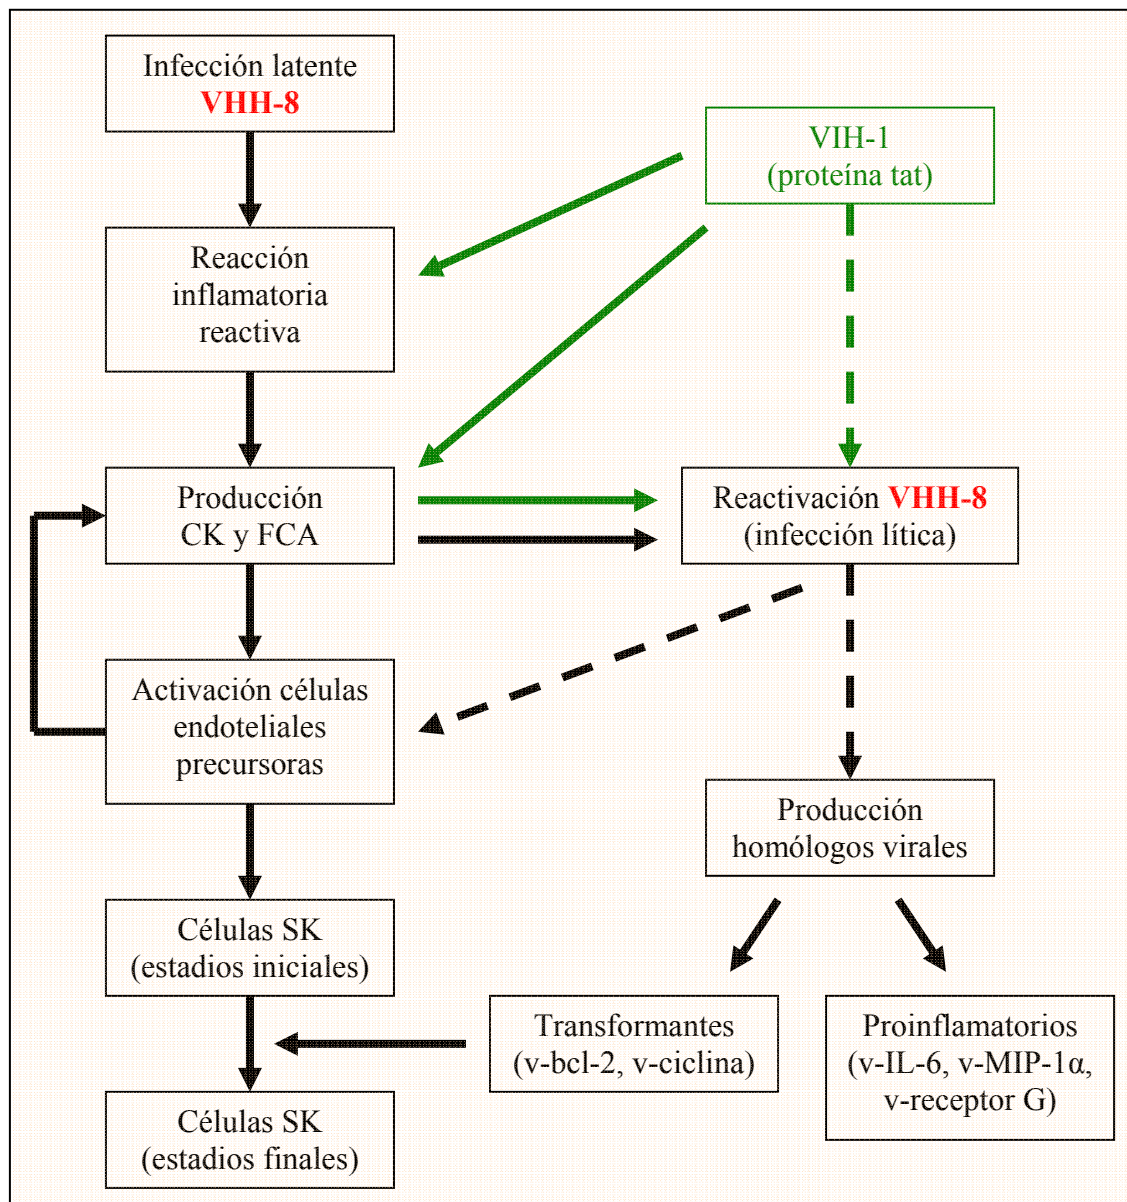 Infección latente
VHH-8
VIH-1
(proteína tat)
Reacción
inflamatoria
reactiva
Producción
CK y FCA
Reactivación VHH-8
(infección lítica)
Activación células
endoteliales
precursoras
Producción
homólogos virales
Células SK
(estadios iniciales)
Transformantes
(v-bcl-2, v-ciclina)
Proinflamatorios
(v-IL-6, v-MIP-1α,
v-receptor G)
Células SK
(estadios finales)